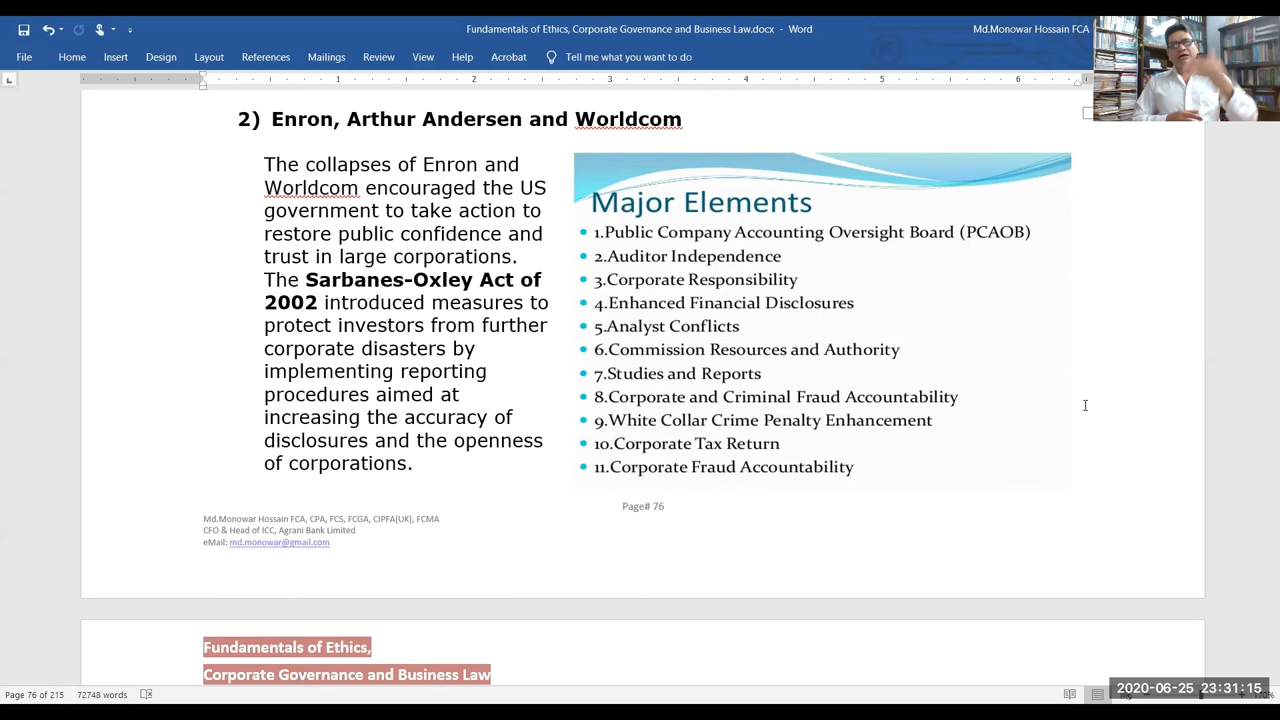 Fundamentals of Ethics, Corporate Governance and Business Law.docx - Word
Md.Monowar Hossain FCA
File Home Insert Design Layout References Mailings Review View Help Acrobat Tell me what you want to do
1 2 3 4 5 6
2) Enron, Arthur Andersen and Worldcom
The collapses of Enron and
Worldcom encouraged the US
government to take action to
restore public confidence and
trust in large corporations.
The Sarbanes-Oxley Act of
2002 introduced measures to
protect investors from further
corporate disasters by
implementing reporting
procedures aimed at
increasing the accuracy of
disclosures and the openness
of corporations.
Major Elements
1.Public Company Accounting Oversight Board (PCAOB)
2.Auditor Independence
3.Corporate Responsibility
4.Enhanced Financial Disclosures
5.Analyst Conflicts
6.Commission Resources and Authority
7.Studies and Reports
8.Corporate and Criminal Fraud Accountability
9.White Collar Crime Penalty Enhancement
10.Corporate Tax Return
11.Corporate Fraud Accountability
Page# 76
Md.Monowar Hossain FCA, CPA, FCS, FCGA, CIPFA(UK), FCMA
CFO & Head of ICC, Agrani Bank Limited
eMail: md.monowar@gmail.com
Fundamentals of Ethics,
Corporate Governance and Business Law
Page 76 of 215 72748 words
2020-06-25 23:31:15